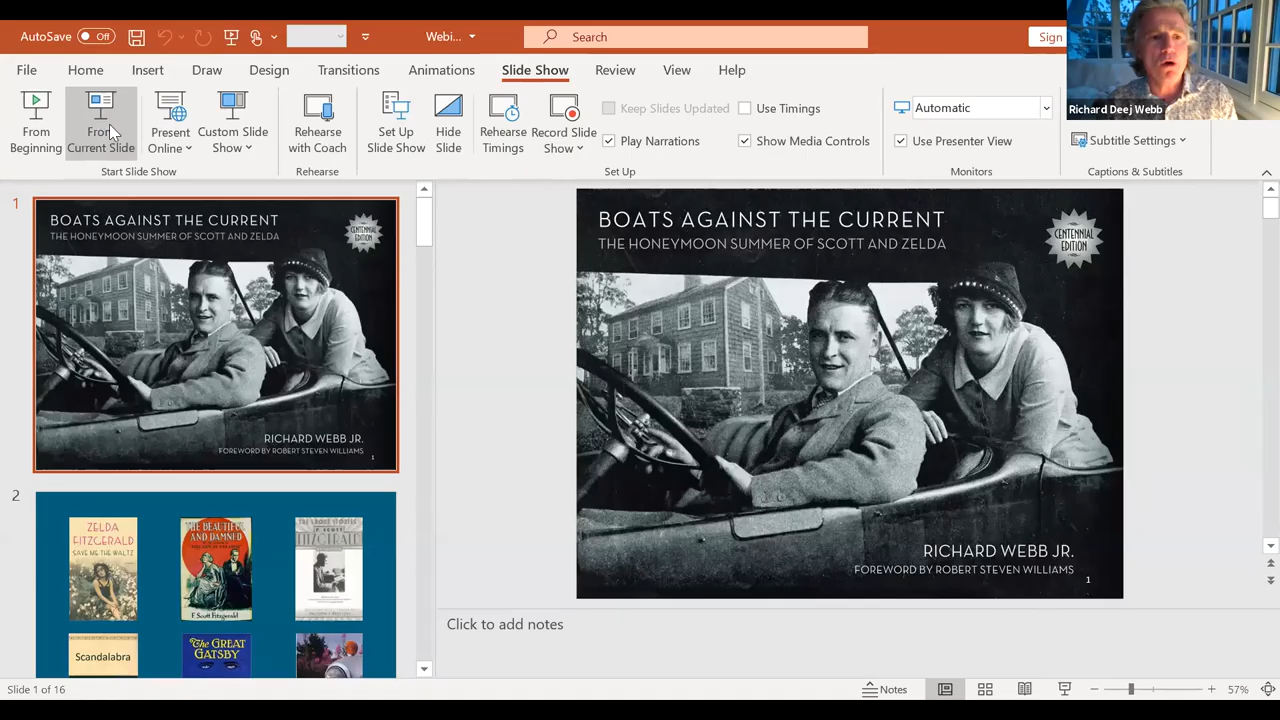 AutoSave Off Webi... Search Sign
File Home Insert Draw Design Transitions Animations Slide Show Review View Help
Richard Deej Webb
From Beginning
From Current Slide
Present Online
Custom Slide Show
Start Slide Show
Rehearse with Coach
Rehearse
Set Up Slide Show
Hide Slide
Rehearse Timings
Record Slide Show
Keep Slides Updated
Use Timings
Play Narrations
Show Media Controls
Set Up
Automatic
Use Presenter View
Monitors
Subtitle Settings
Captions & Subtitles
1
BOATS AGAINST THE CURRENT
THE HONEYMOON SUMMER OF SCOTT AND ZELDA
CENTENNIAL
EDITION
RICHARD WEBB JR.
FOREWORD BY ROBERT STEVEN WILLIAMS
1
2
ZELDA
FITZGERALD
SAVE ME THE WALTZ
THE BEAUTIFUL
AND DAMNED
F. Scott Fitzgerald
THE SHORT STORIES
F. SCOTT
FITZGERALD
Scandalabra
The GREAT
GATSBY
BOATS AGAINST THE CURRENT
THE HONEYMOON SUMMER OF SCOTT AND ZELDA
CENTENNIAL
EDITION
RICHARD WEBB JR.
FOREWORD BY ROBERT STEVEN WILLIAMS
1
Click to add notes
Slide 1 of 16 Notes 57%